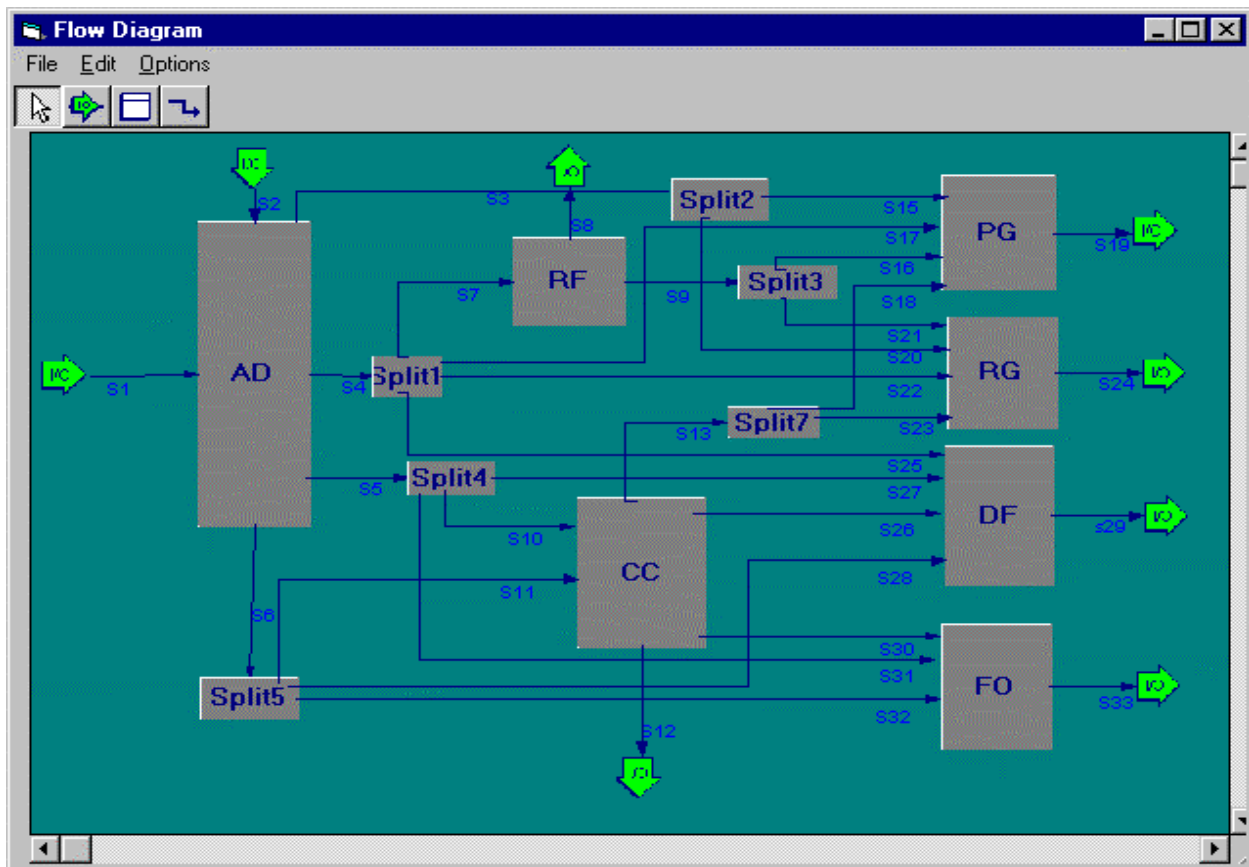 Flow Diagram
File Edit Options
I/O
S2
S3
S8
Split2
S15
S17
PG
S19
S7
RF
S9
Split3
S16
S18
S21
S20
S1
AD
S4
Split1
S22
RG
S24
S13
Split7
S23
S5
Split4
S25
S27
S10
CC
S26
DF
s29
S11
S28
S6
Split5
S30
S31
FO
S33
S32
S12
I/O